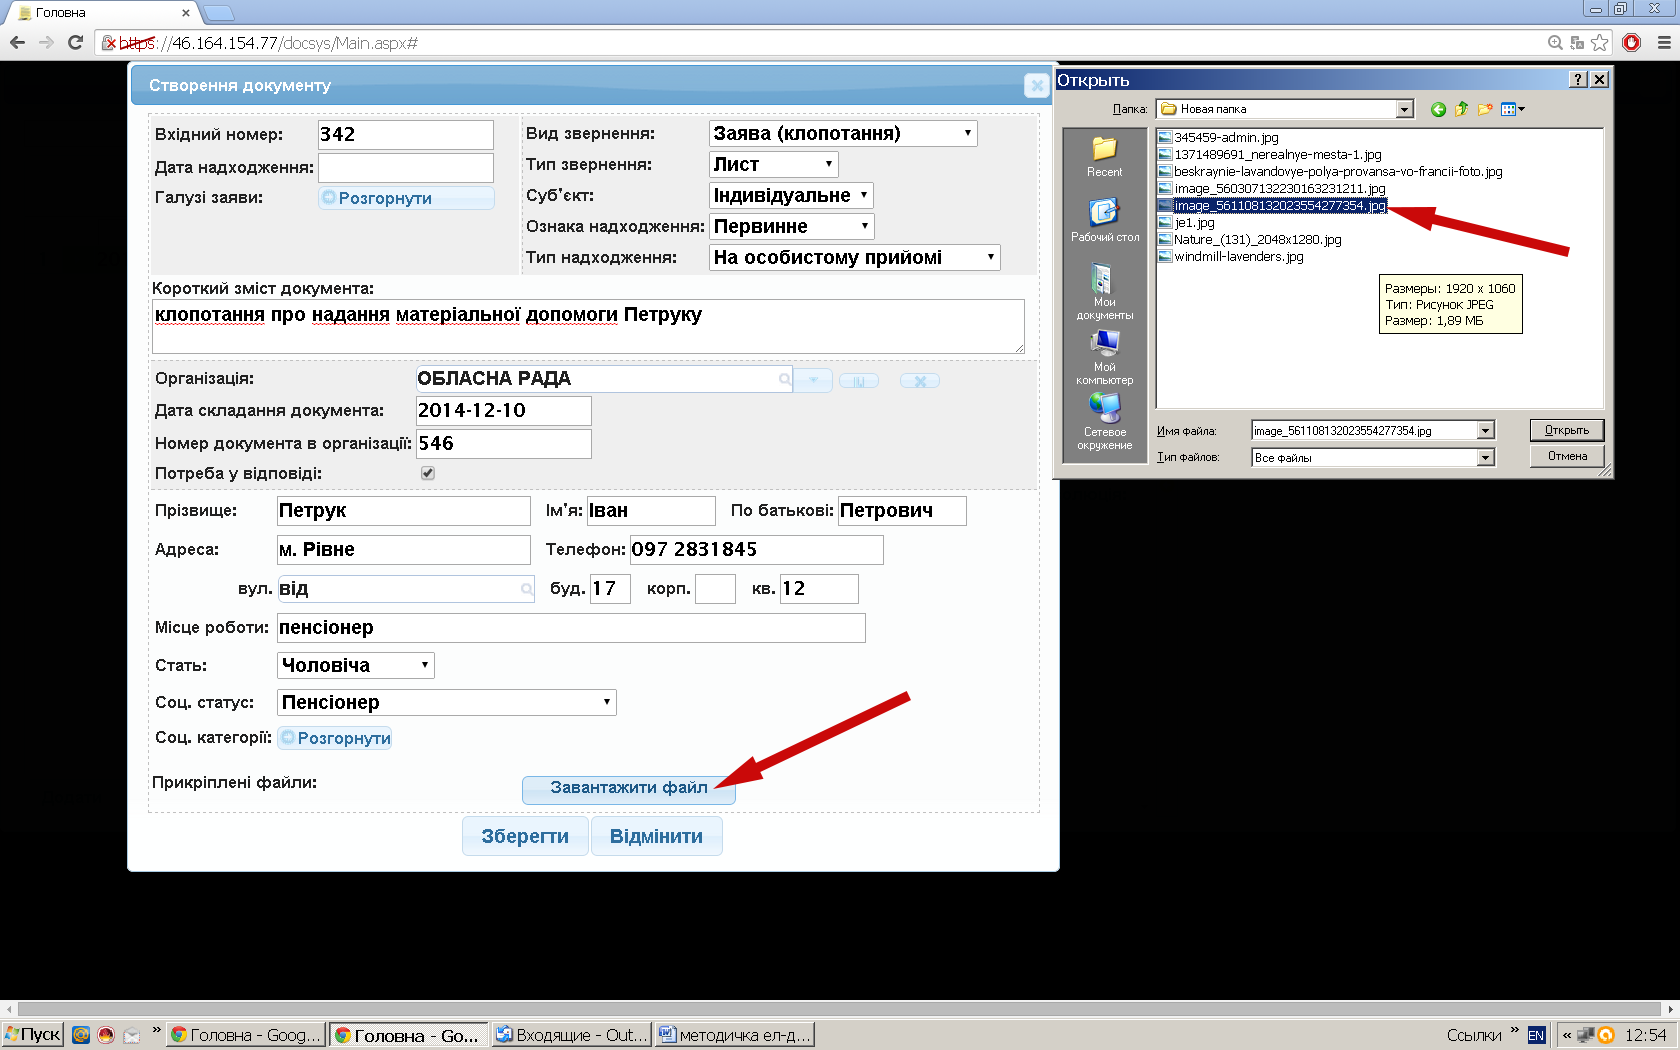 Головна
https://46.164.154.77/docsys/Main.aspx#
Створення документу
Вхідний номер: 342
Дата надходження:
Галузі заяви: Розгорнути
Вид звернення: Заява (клопотання)
Тип звернення: Лист
Суб'єкт: Індивідуальне
Ознака надходження: Первинне
Тип надходження: На особистому прийомі
Короткий зміст документа:
клопотання про надання матеріальної допомоги Петруку
Організація: ОБЛАСНА РАДА
Дата складання документа: 2014-12-10
Номер документа в організації: 546
Потреба у відповіді:
Прізвище: Петрук Ім'я: Іван По батькові: Петрович
Адреса: м. Рівне Телефон: 097 2831845
вул. від буд. 17 корп. кв. 12
Місце роботи: пенсіонер
Стать: Чоловіча
Соц. статус: Пенсіонер
Соц. категорії: Розгорнути
Прикріплені файли: Завантажити файл
Зберегти Відмінити
Открыть
Папка: Новая папка
Recent
Рабочий стол
Мои
документы
Мой
компьютер
Сетевое
окружение
345459-admin.jpg
1371489691_nerealnye-mesta-1.jpg
beskraynie-lavandovye-polya-provansa-vo-francii-foto.jpg
image_560307132230163231211.jpg
image_561108132023554277354.jpg
je1.jpg
Nature_(131)_2048x1280.jpg
windmill-lavenders.jpg
Размеры: 1920 x 1060
Тип: Рисунок JPEG
Размер: 1,89 МБ
Имя файла: image_561108132023554277354.jpg Открыть
Тип файлов: Все файлы Отмена
Пуск
Головна - Goog...
Головна - Go...
Входящие - Out...
методичка ел-д...
Ссылки
EN
12:54